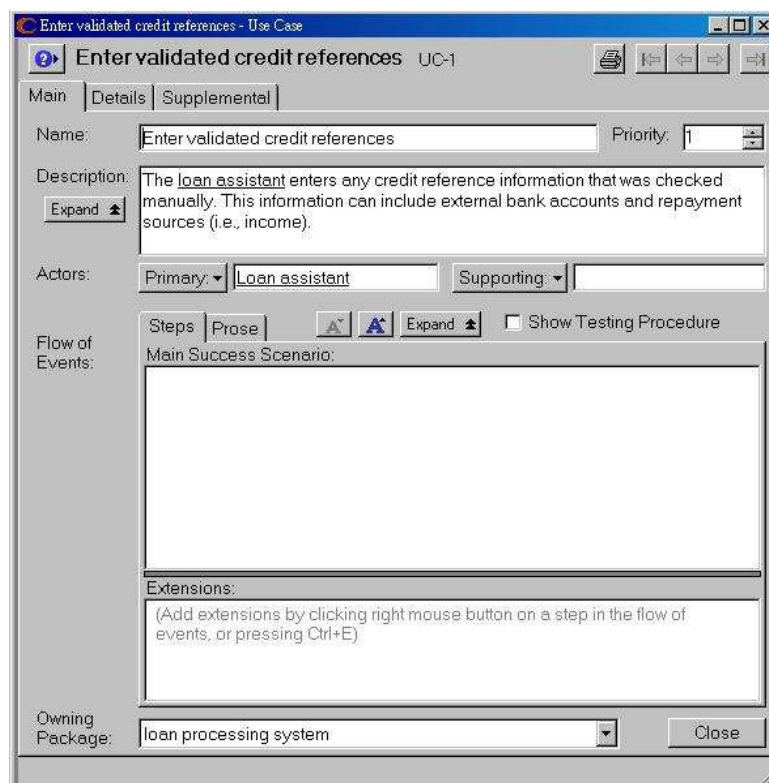 Enter validated credit references - Use Case
Enter validated credit references UC-1
Main Details Supplemental
Name: Enter validated credit references Priority: 1
Description: The loan assistant enters any credit reference information that was checked
manually. This information can include external bank accounts and repayment
sources (i.e., income).
Expand
Actors: Primary: Loan assistant Supporting:
Flow of
Events:
Steps Prose A A Expand Show Testing Procedure
Main Success Scenario:
Extensions:
(Add extensions by clicking right mouse button on a step in the flow of
events, or pressing Ctrl+E)
Owning
Package: loan processing system Close